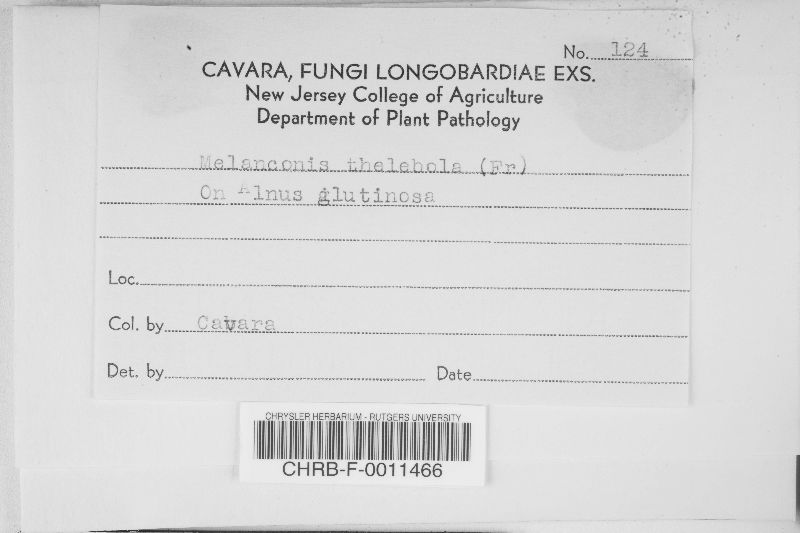 No. 124
CAVARA, FUNGI LONGOBARDIAE EXS.
New Jersey College of Agriculture
Department of Plant Pathology
Melanconis thelebola (Fr)
On Alnus glutinosa
Loc.
Col. by Cavara
Det. by Date
CHRYSLER HERBARIUM - RUTGERS UNIVERSITY
CHRB-F-0011466